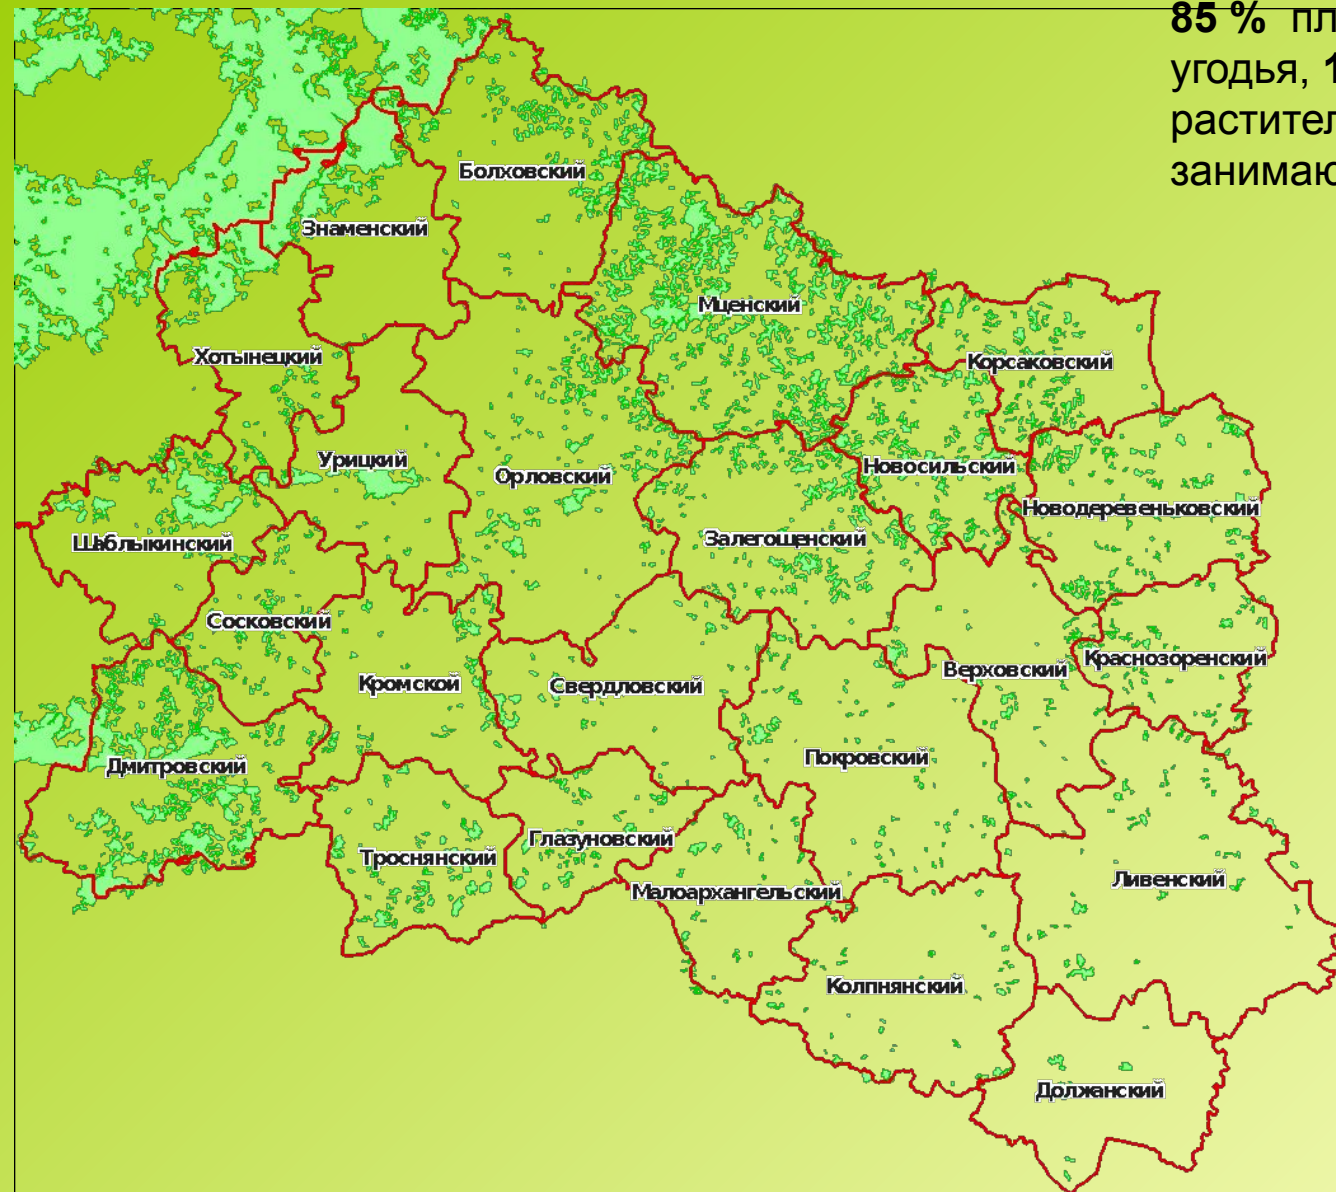 85 % пл
угодья, 1
растител
занимаю
Болховский
Знаменский
Мценский
Хотынецкий
Корсаковский
Урицкий
Орловский
Новосильский
Новодеревеньковский
Шаблыкинский
Залегощенский
Сосковский
Кромской
Свердловский
Верховский
Краснозоренский
Дмитровский
Покровский
Троснянский
Глазуновский
Малоархангельский
Ливенский
Колпнянский
Должанский